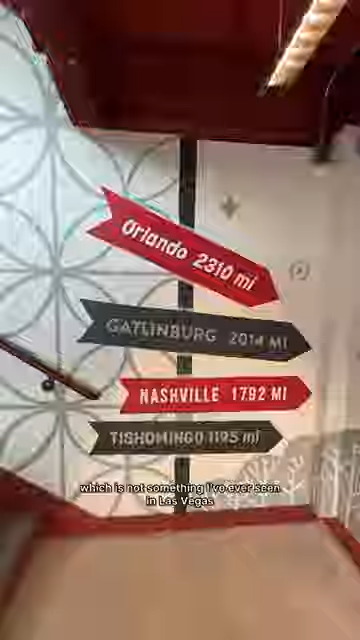 Orlando 2310 mi
GATLINBURG 2014 MI
NASHVILLE 1792 MI
TISHOMINGO 1195 mi
which is not something I've ever seen
in Las Vegas